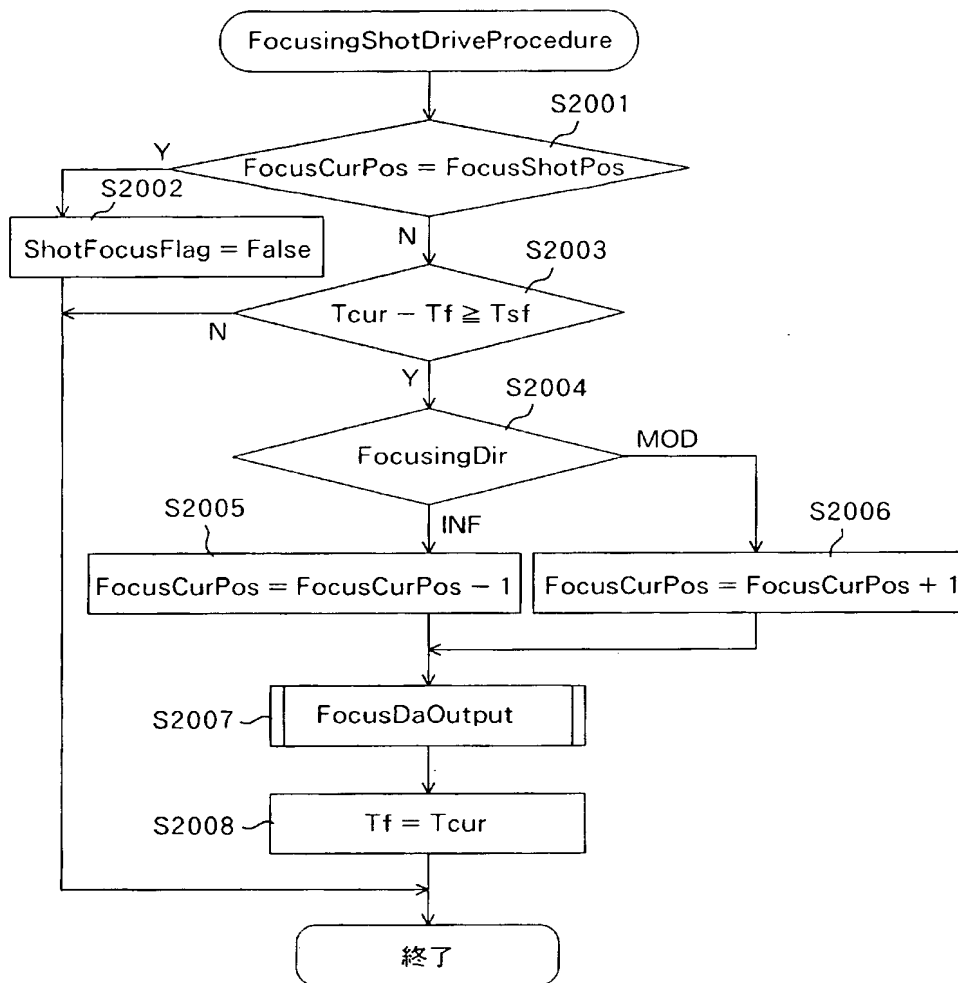 FocusingShotDriveProcedure
S2001
Y
FocusCurPos = FocusShotPos
S2002
ShotFocusFlag = False
N
S2003
Tcur − Tf ≧ Tsf
N
Y
S2004
FocusingDir
MOD
S2005
INF
S2006
FocusCurPos = FocusCurPos − 1
FocusCurPos = FocusCurPos + 1
S2007
FocusDaOutput
S2008
Tf = Tcur
終了